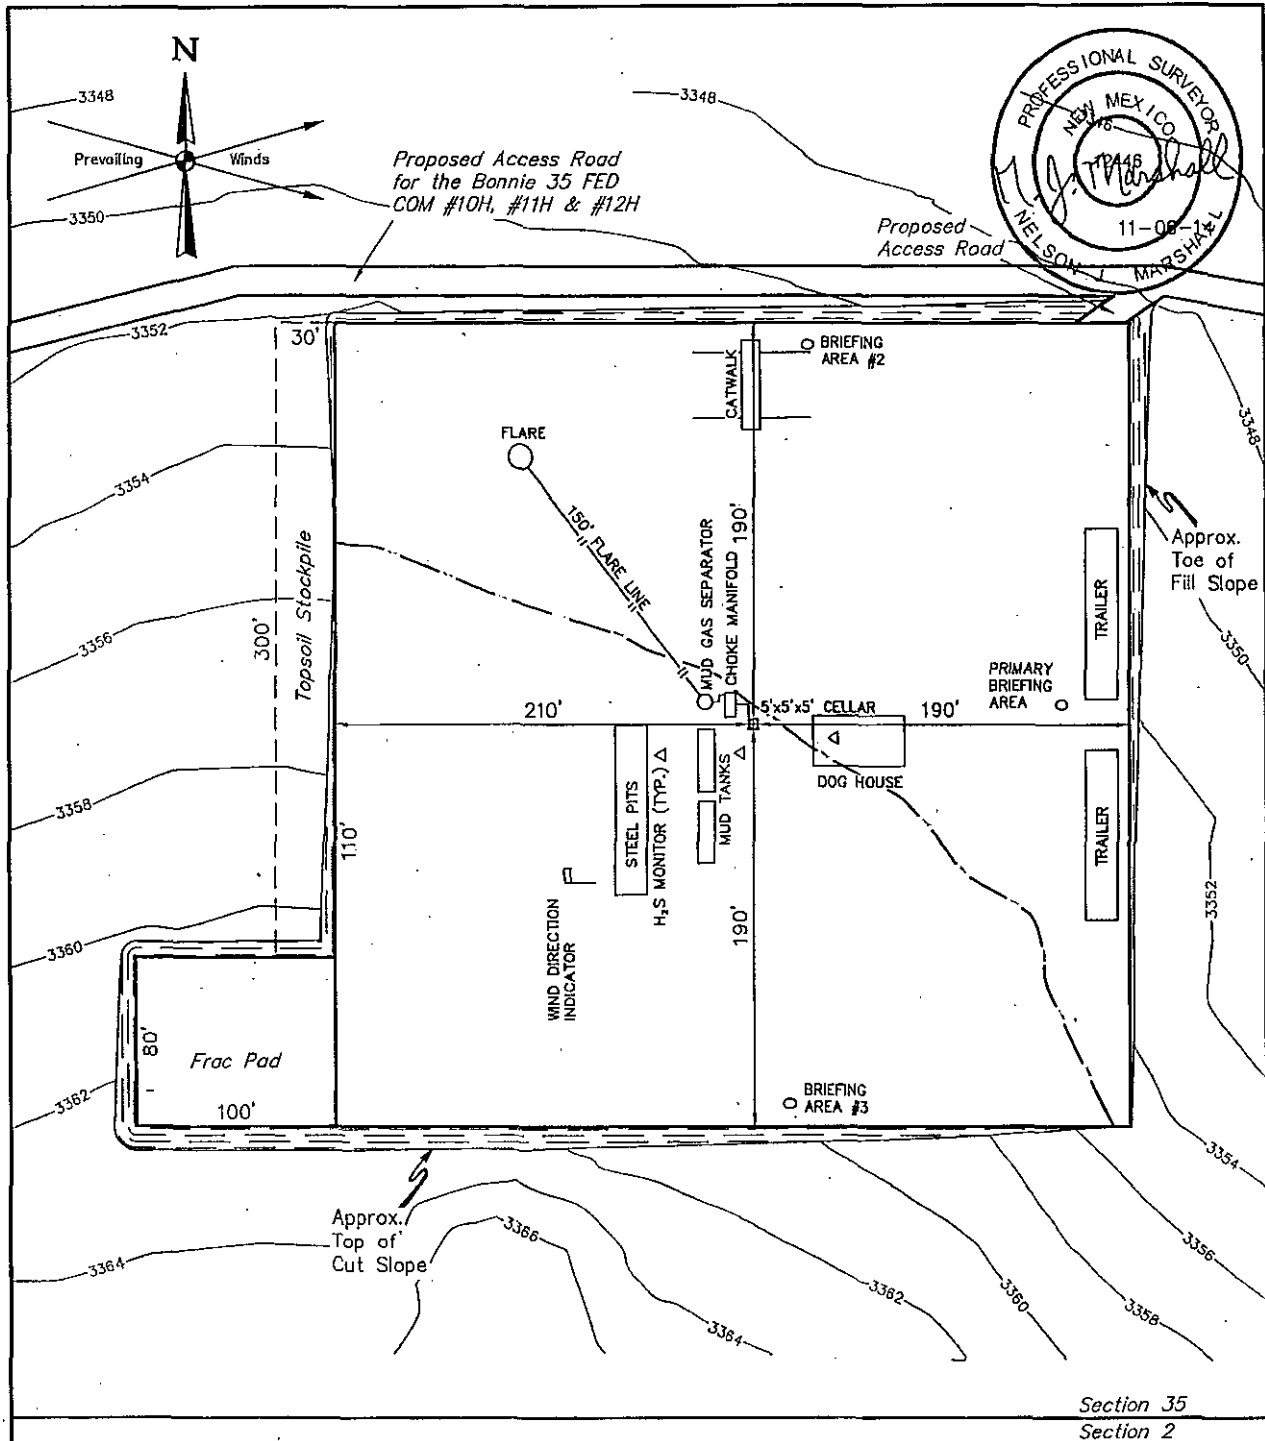 N
Prevailing Winds
3348
3348
3350
Proposed Access Road
for the Bonnie 35 FED
COM #10H, #11H & #12H
Proposed
Access Road
PROFESSIONAL SURVEYOR
NEW MEXICO
N. J. Marshall
NELSON J. MARSHALL
3352
30'
CATWALK
BRIEFING
AREA #2
FLARE
3348
3354
150' FLARE LINE
MUD GAS SEPARATOR
CHOKE MANIFOLD
190'
Approx.
Toe of
Fill Slope
TRAILER
Topsoil Stockpile
300'
3356
3350
PRIMARY
BRIEFING
AREA
210'
5'x5'x5' CELLAR
190'
DOG HOUSE
3358
110'
STEEL PITS
H₂S MONITOR (TYP.)
MUD TANKS
TRAILER
3352
3360
WIND DIRECTION
INDICATOR
190'
80'
Frac Pad
100'
3362
BRIEFING
AREA #3
3354
Approx.
Top of
Cut Slope
3366
3364
3356
3362
3360
3358
3364
Section 35
Section 2